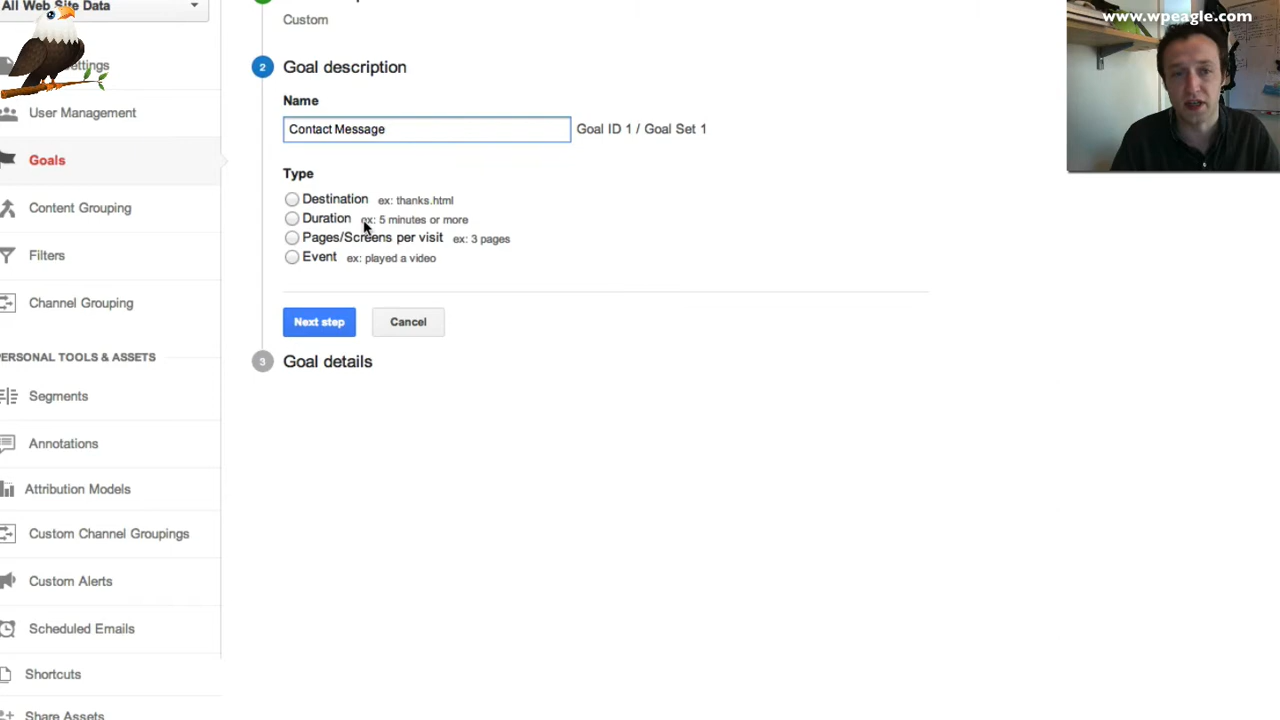 All Web Site Data
www.wpeagle.com
Custom
2 Goal description
User Management
Name
Contact Message Goal ID 1 / Goal Set 1
Goals
Type
Destination ex: thanks.html
Content Grouping
Duration ex: 5 minutes or more
Pages/Screens per visit ex: 3 pages
Filters
Event ex: played a video
Channel Grouping
Next step Cancel
PERSONAL TOOLS & ASSETS
3 Goal details
Segments
Annotations
Attribution Models
Custom Channel Groupings
Custom Alerts
Scheduled Emails
Shortcuts
Share Assets